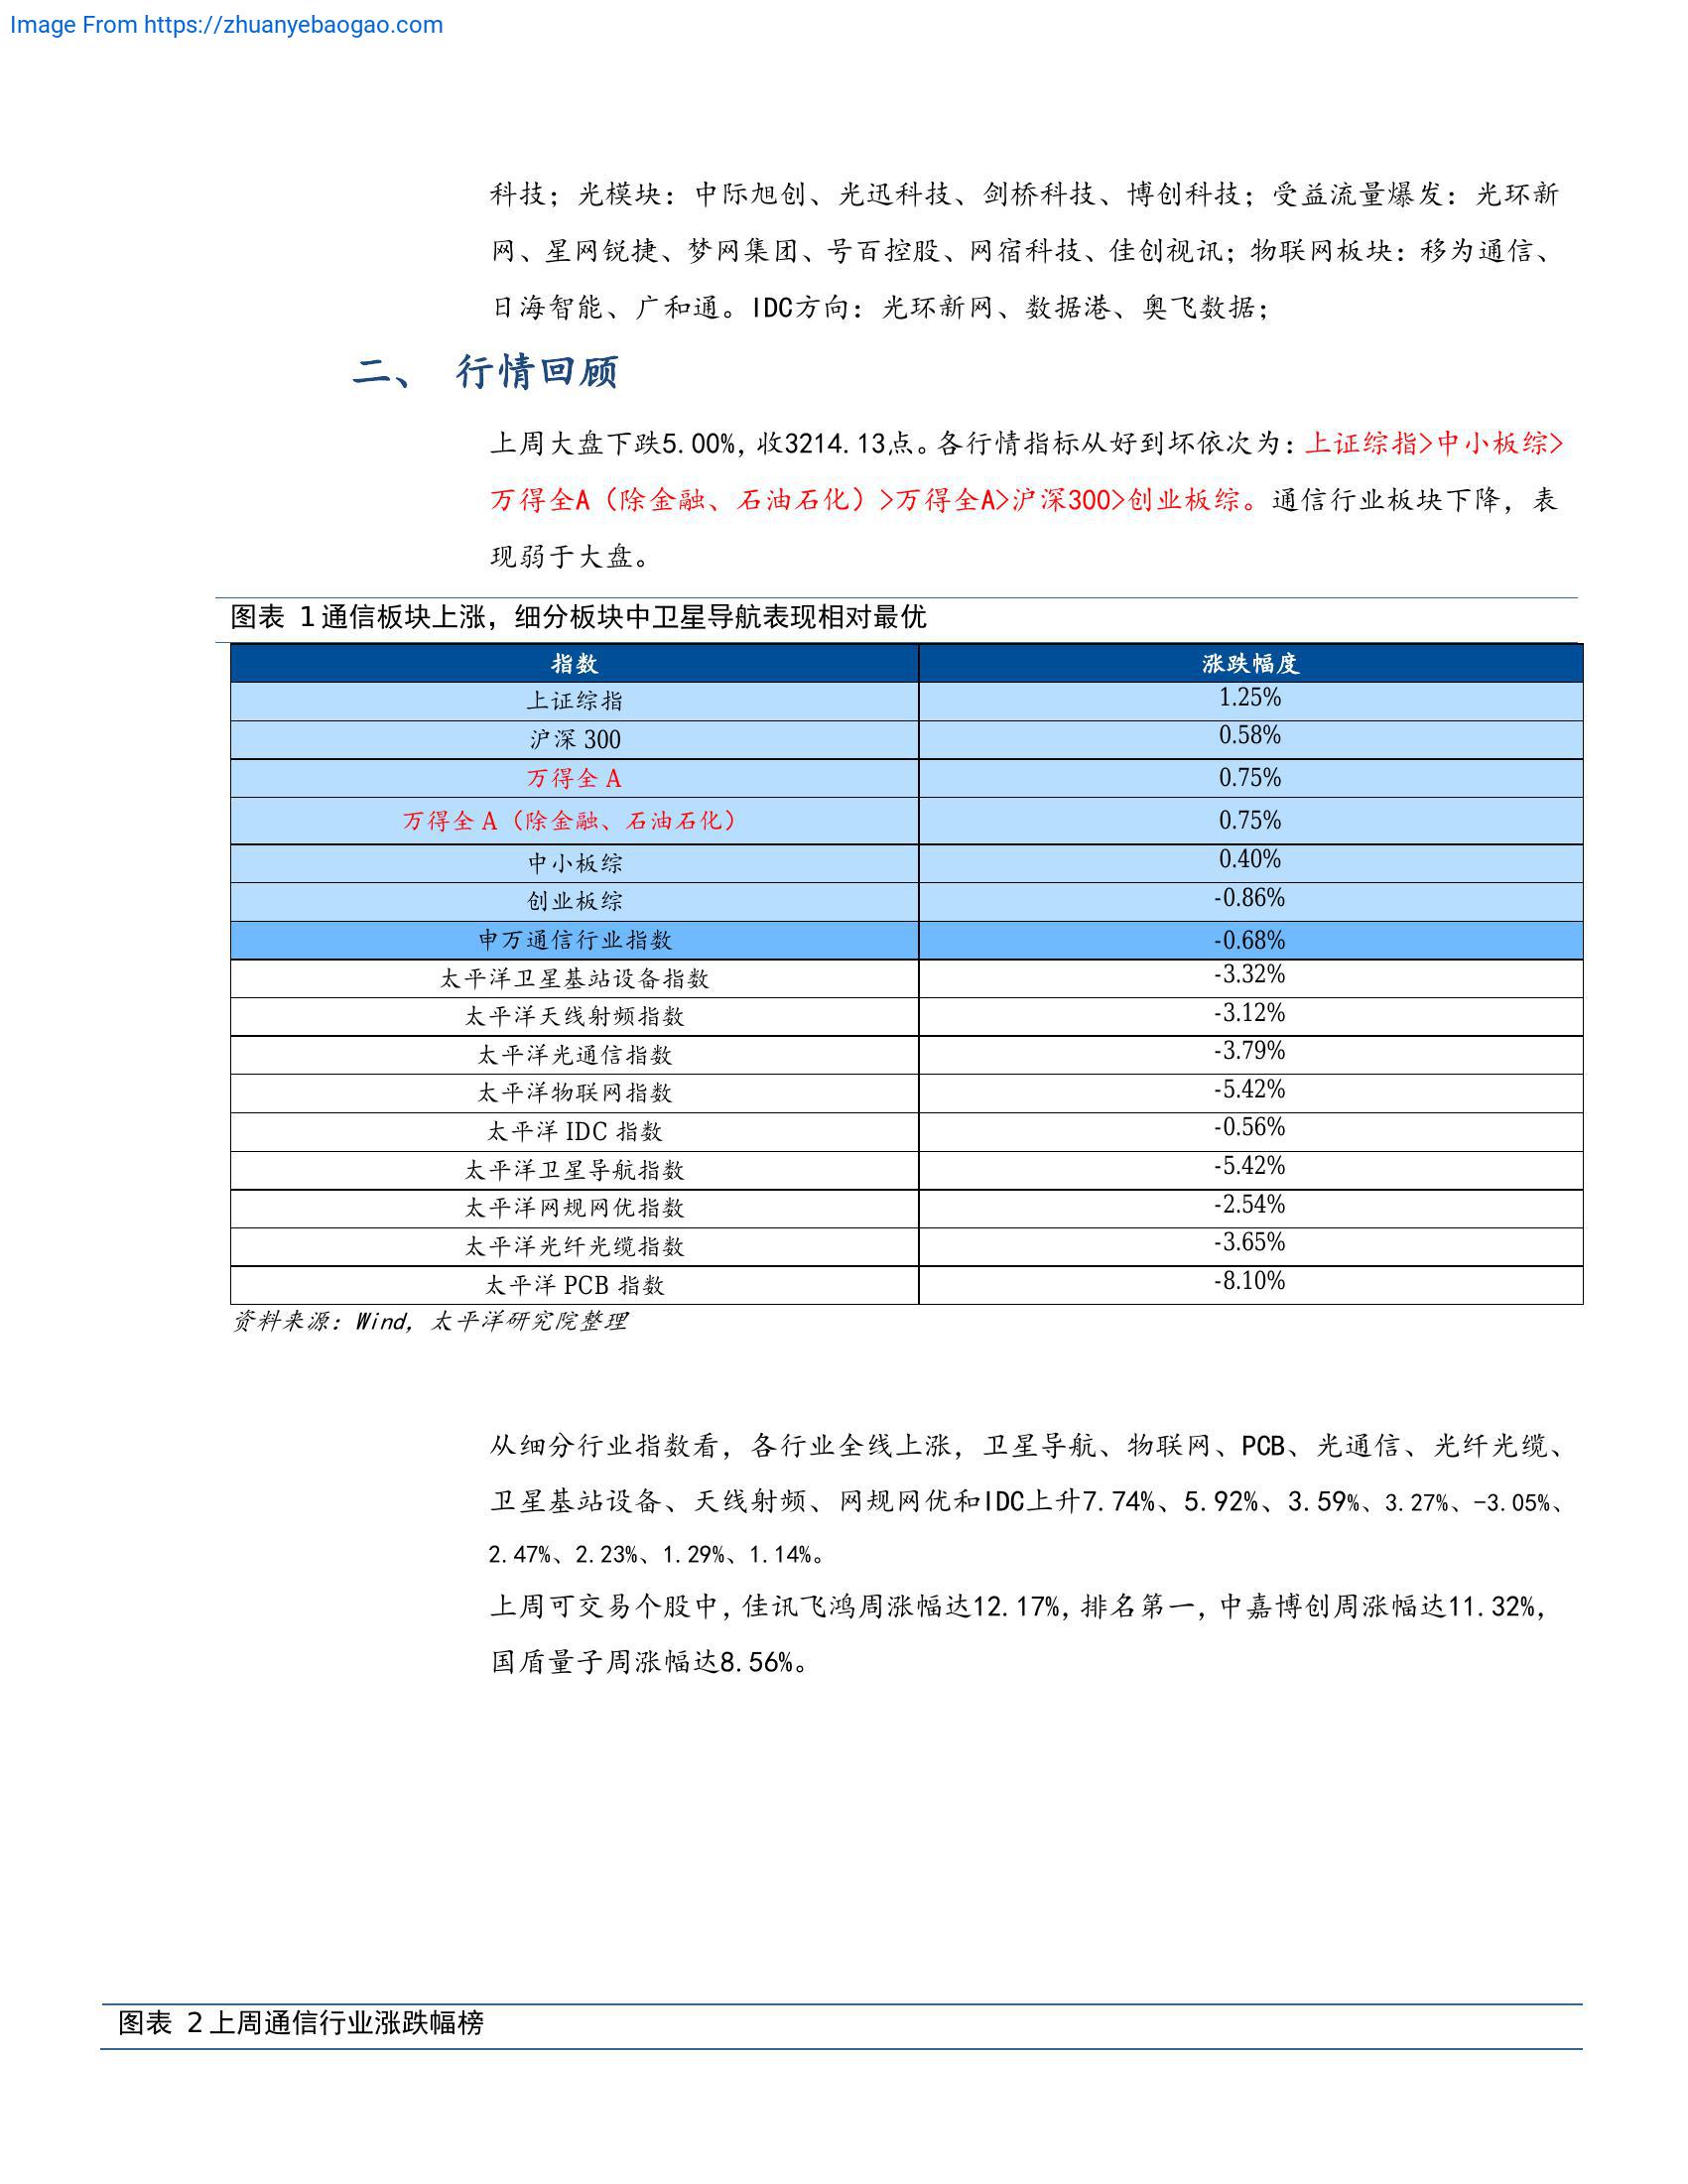 Image From https://zhuanyebaogao.com
科技；光模块：中际旭创、光迅科技、剑桥科技、博创科技；受益流量爆发：光环新
网、星网锐捷、梦网集团、号百控股、网宿科技、佳创视讯；物联网板块：移为通信、
日海智能、广和通。IDC方向：光环新网、数据港、奥飞数据；
二、 行情回顾
上周大盘下跌5.00%，收3214.13点。各行情指标从好到坏依次为：上证综指>中小板综>
万得全A（除金融、石油石化）>万得全A>沪深300>创业板综。通信行业板块下降，表
现弱于大盘。
图表 1 通信板块上涨，细分板块中卫星导航表现相对最优
指数 涨跌幅度
上证综指 1.25%
沪深 300 0.58%
万得全 A 0.75%
万得全 A（除金融、石油石化） 0.75%
中小板综 0.40%
创业板综 -0.86%
申万通信行业指数 -0.68%
太平洋卫星基站设备指数 -3.32%
太平洋天线射频指数 -3.12%
太平洋光通信指数 -3.79%
太平洋物联网指数 -5.42%
太平洋 IDC 指数 -0.56%
太平洋卫星导航指数 -5.42%
太平洋网规网优指数 -2.54%
太平洋光纤光缆指数 -3.65%
太平洋 PCB 指数 -8.10%
资料来源：Wind，太平洋研究院整理
从细分行业指数看，各行业全线上涨，卫星导航、物联网、PCB、光通信、光纤光缆、
卫星基站设备、天线射频、网规网优和IDC上升7.74%、5.92%、3.59%、3.27%、-3.05%、
2.47%、2.23%、1.29%、1.14%。
上周可交易个股中，佳讯飞鸿周涨幅达12.17%，排名第一，中嘉博创周涨幅达11.32%，
国盾量子周涨幅达8.56%。
图表 2 上周通信行业涨跌幅榜